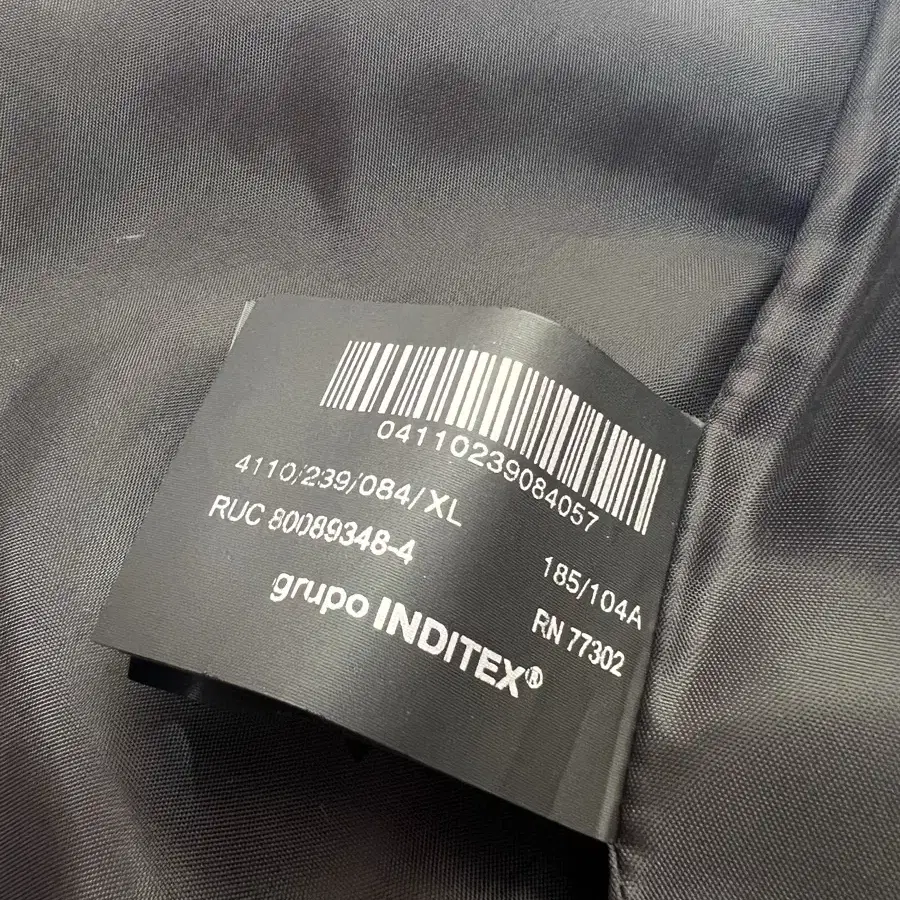 04110239084057
4110/239/084/XL
185/104A
RUC 80089348-4
RN 77302
grupo INDITEX®